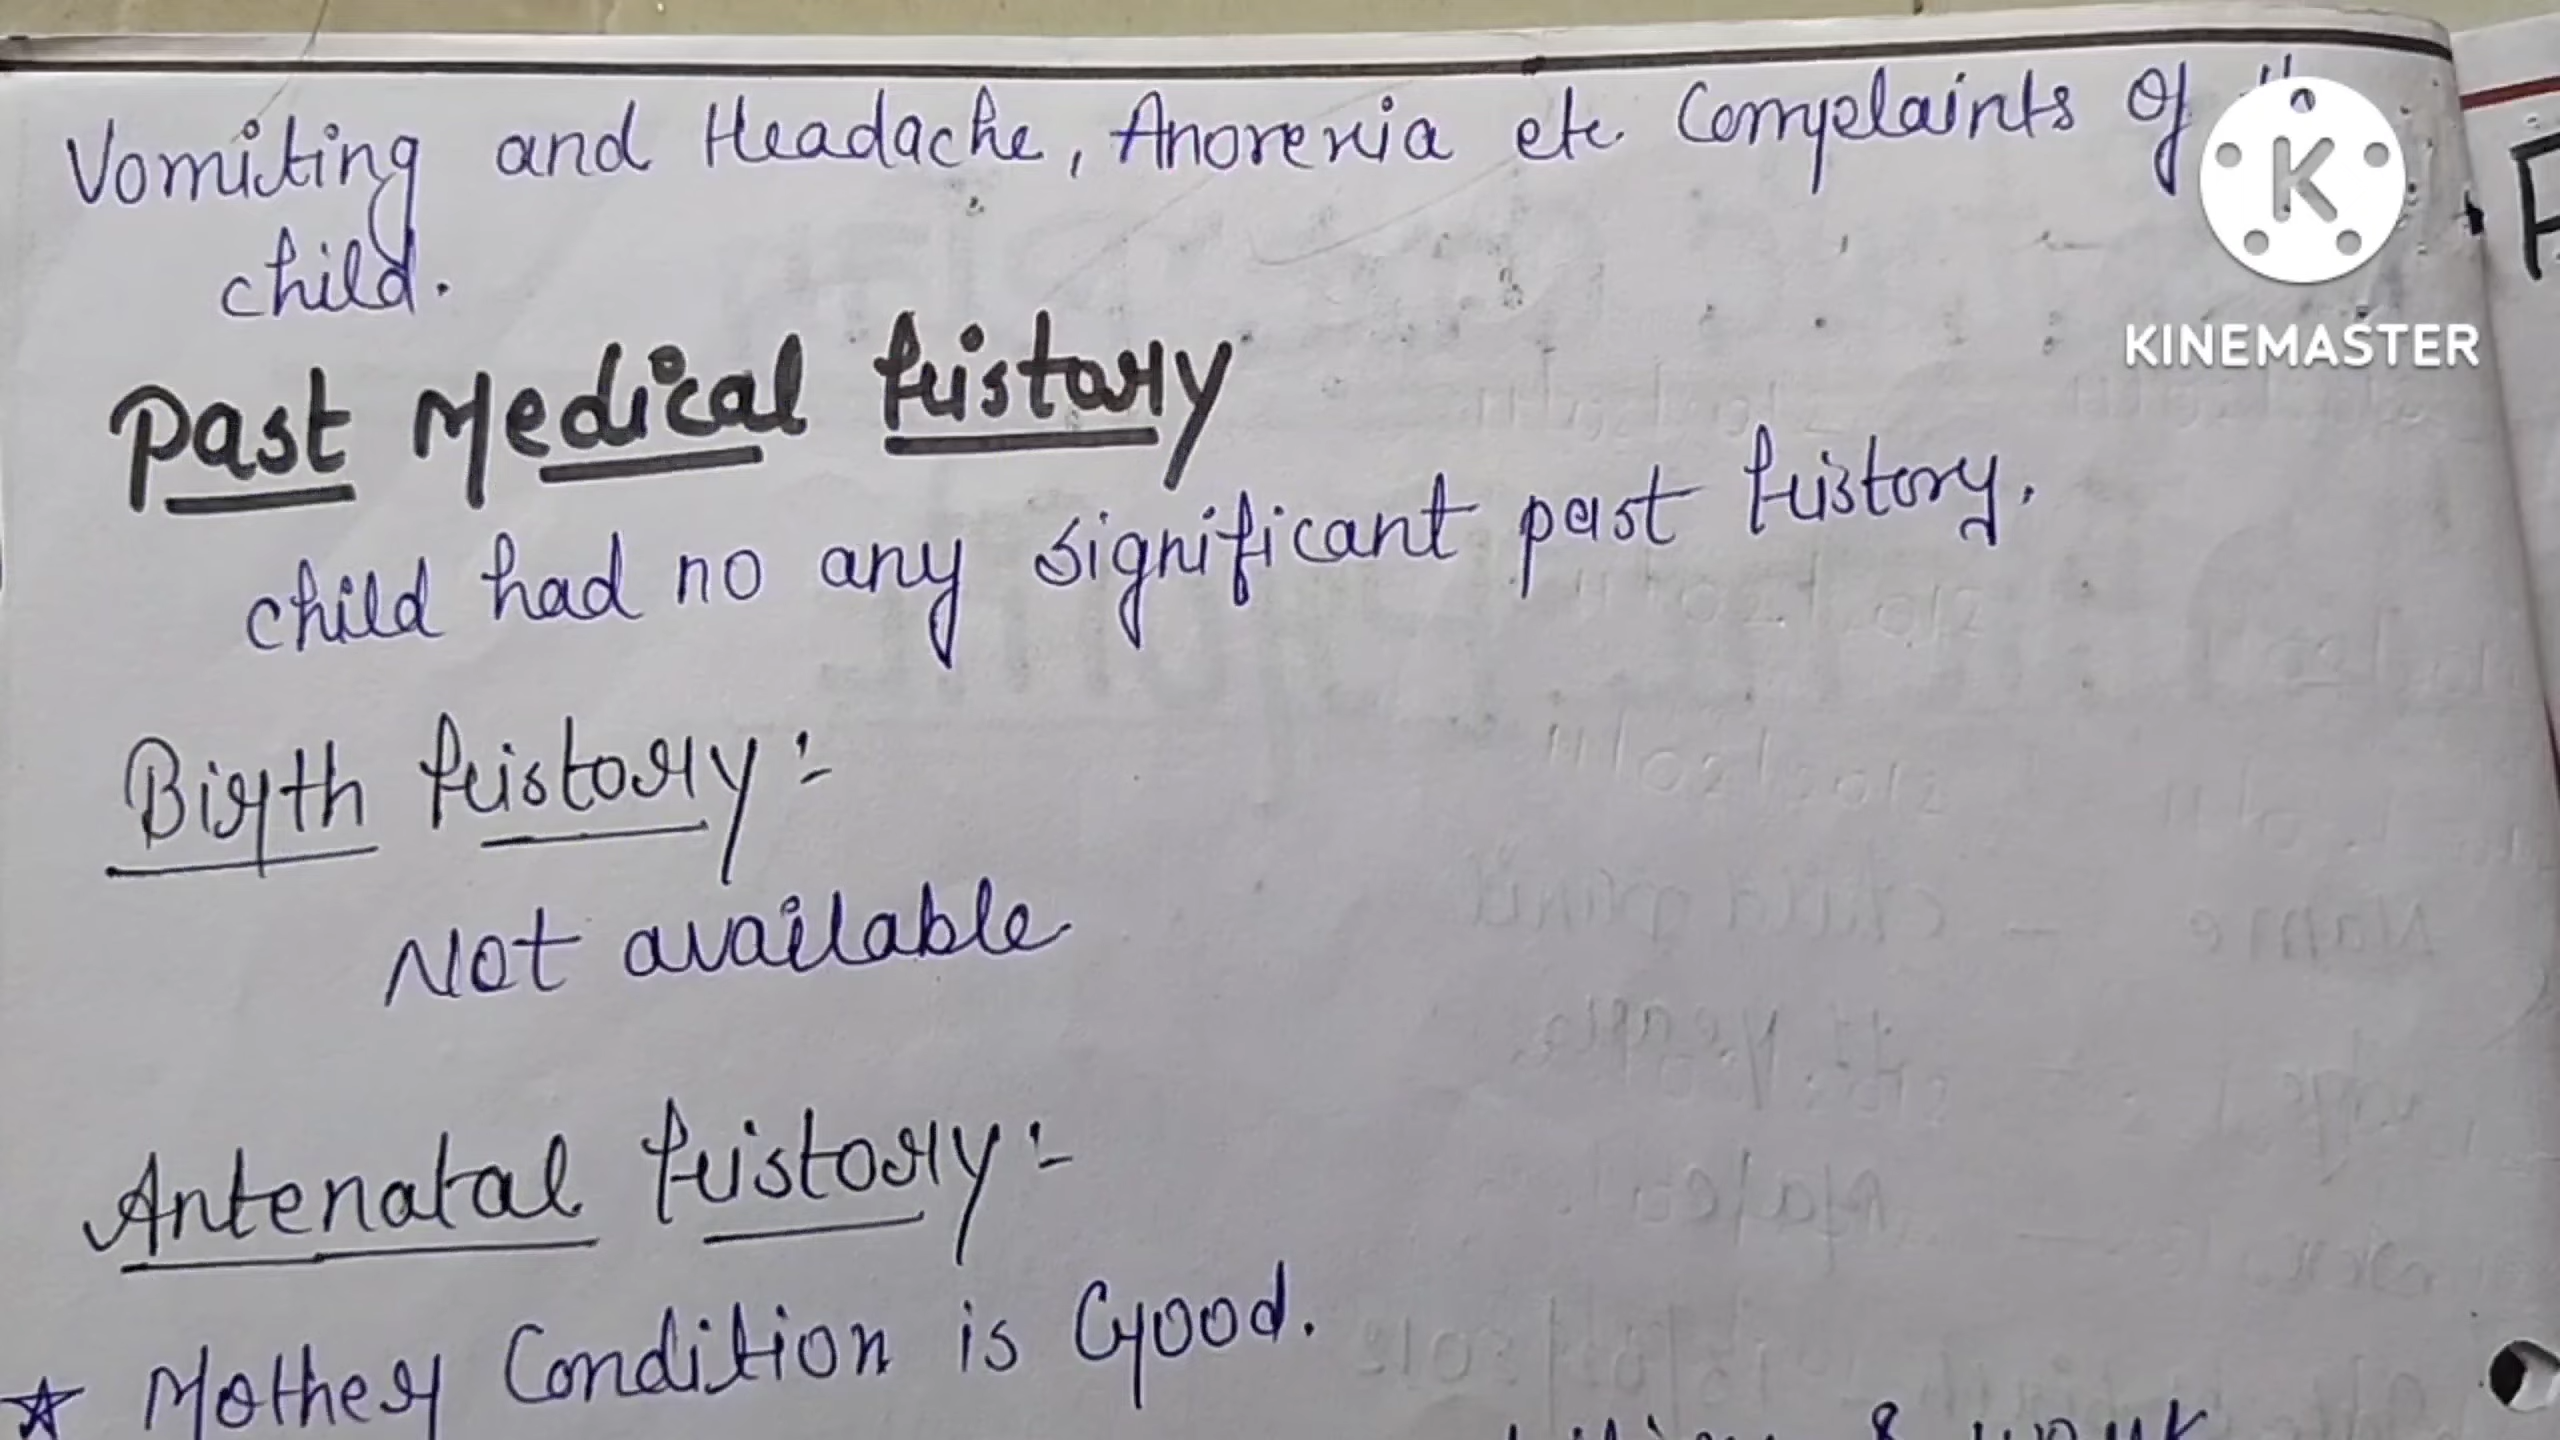 Vomiting and Headache, Anorexia etc Complaints of
child.
KINEMASTER
Past Medical History
child had no any significant past history.
Birth History :-
Not available
Antenatal History :-
☆ Mother Condition is Good.